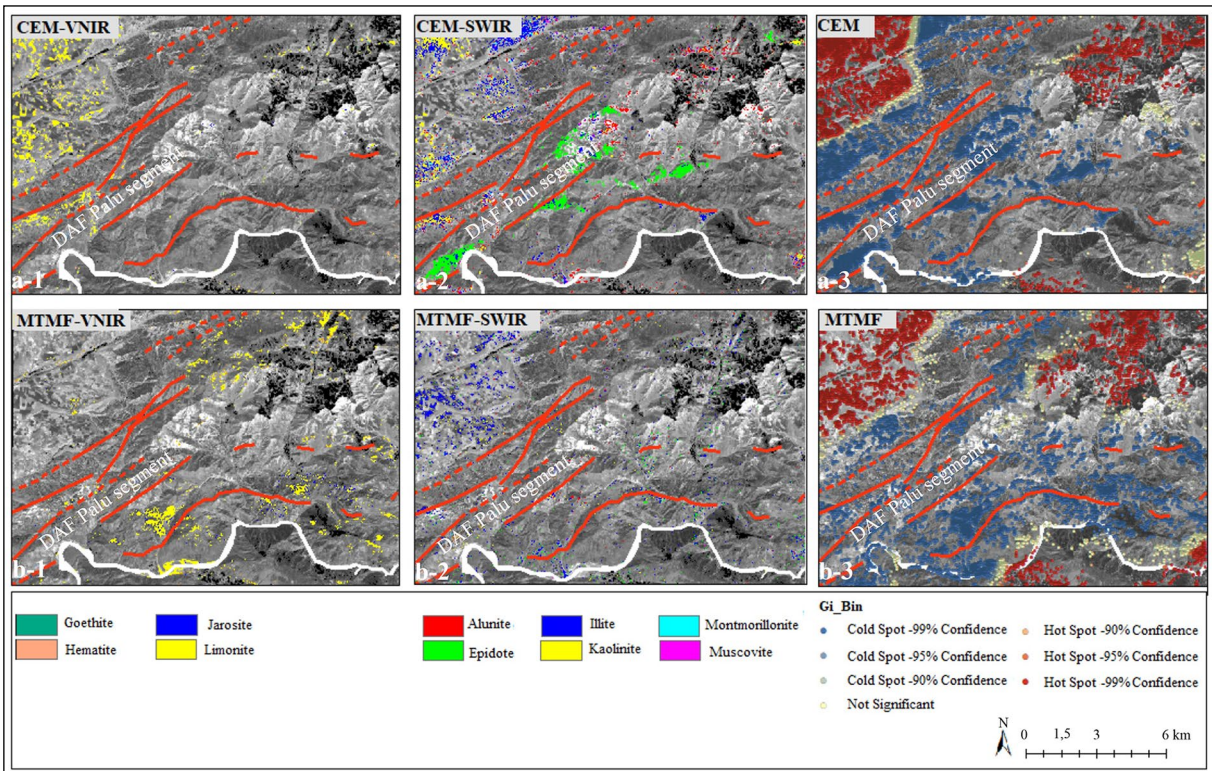 CEM-VNIR
DAF Palu segment
a-1
CEM-SWIR
DAF Palu segment
a-2
CEM
DAF Palu segment
a-3
MTMF-VNIR
DAF Palu segment
b-1
MTMF-SWIR
DAF Palu segment
b-2
MTMF
DAF Palu segment
b-3
Goethite
Jarosite
Hematite
Limonite
Alunite
Illite
Montmorillonite
Epidote
Kaolinite
Muscovite
Gi_Bin
Cold Spot -99% Confidence
Cold Spot -95% Confidence
Cold Spot -90% Confidence
Not Significant
Hot Spot -90% Confidence
Hot Spot -95% Confidence
Hot Spot -99% Confidence
N
0 1,5 3 6 km